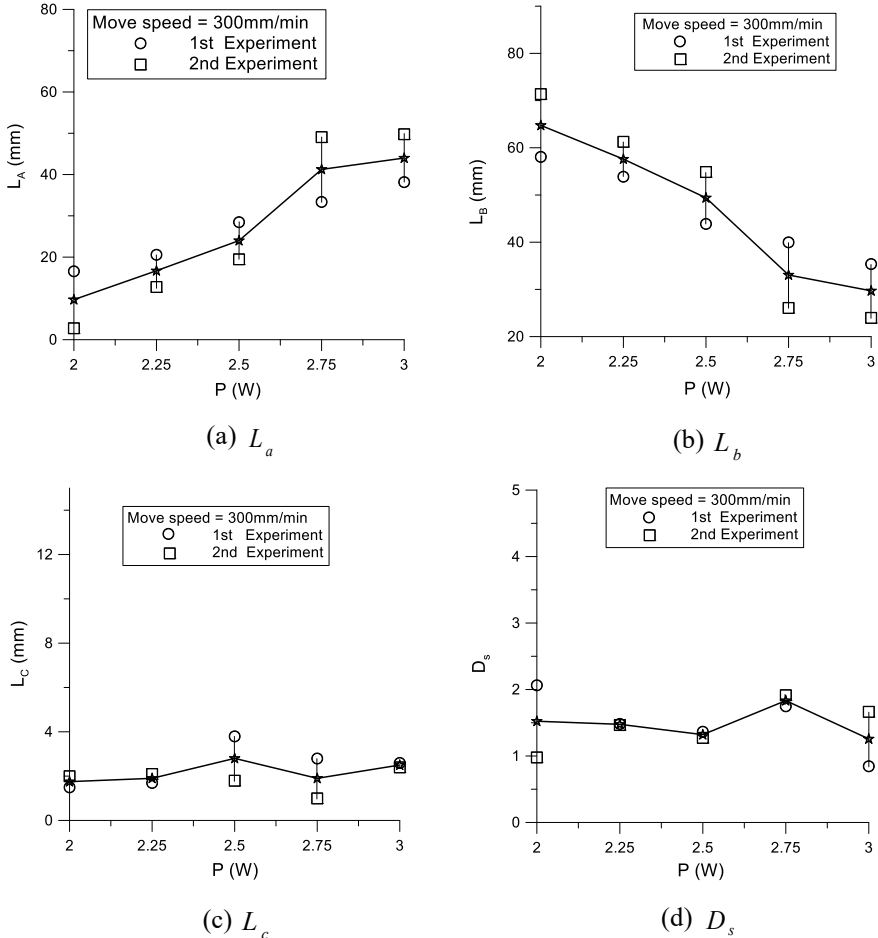 80
60
40
20
0
L_A (mm)
Move speed = 300mm/min
1st Experiment
2nd Experiment
2 2.25 2.5 2.75 3
P (W)
(a) L_a
80
60
40
20
L_B (mm)
Move speed = 300mm/min
1st Experiment
2nd Experiment
2 2.25 2.5 2.75 3
P (W)
(b) L_b
12
8
4
0
L_C (mm)
Move speed = 300mm/min
1st Experiment
2nd Experiment
2 2.25 2.5 2.75 3
P (W)
(c) L_c
5
4
3
2
1
0
D_s
Move speed = 300mm/min
1st Experiment
2nd Experiment
2 2.25 2.5 2.75 3
P (W)
(d) D_s